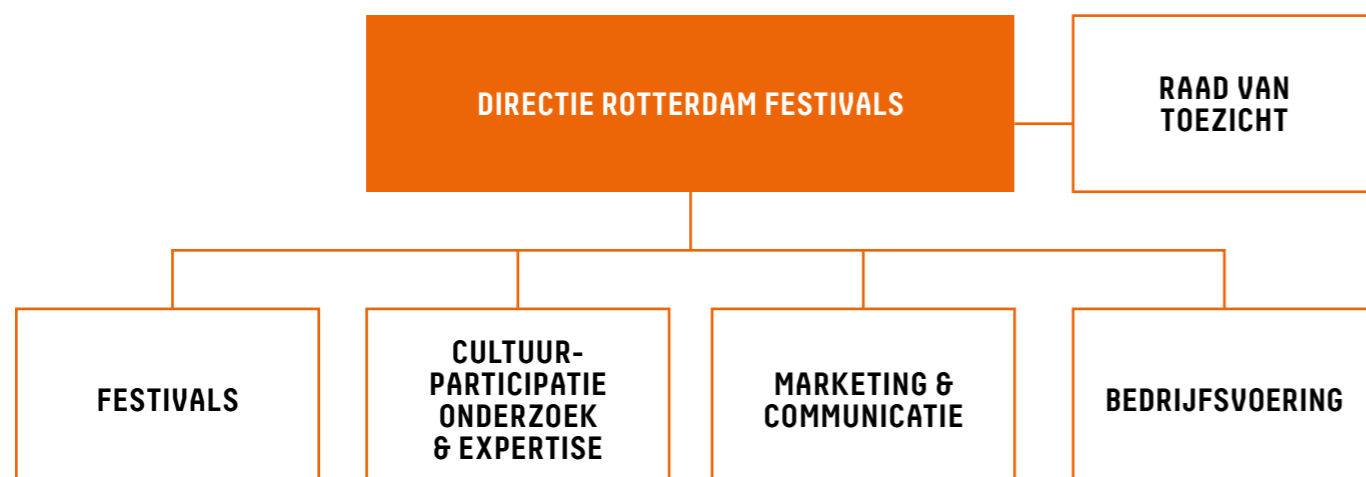 DIRECTIE ROTTERDAM FESTIVALS
RAAD VAN
TOEZICHT
FESTIVALS
CULTUUR-
PARTICIPATIE
ONDERZOEK
& EXPERTISE
MARKETING &
COMMUNICATIE
BEDRIJFSVOERING